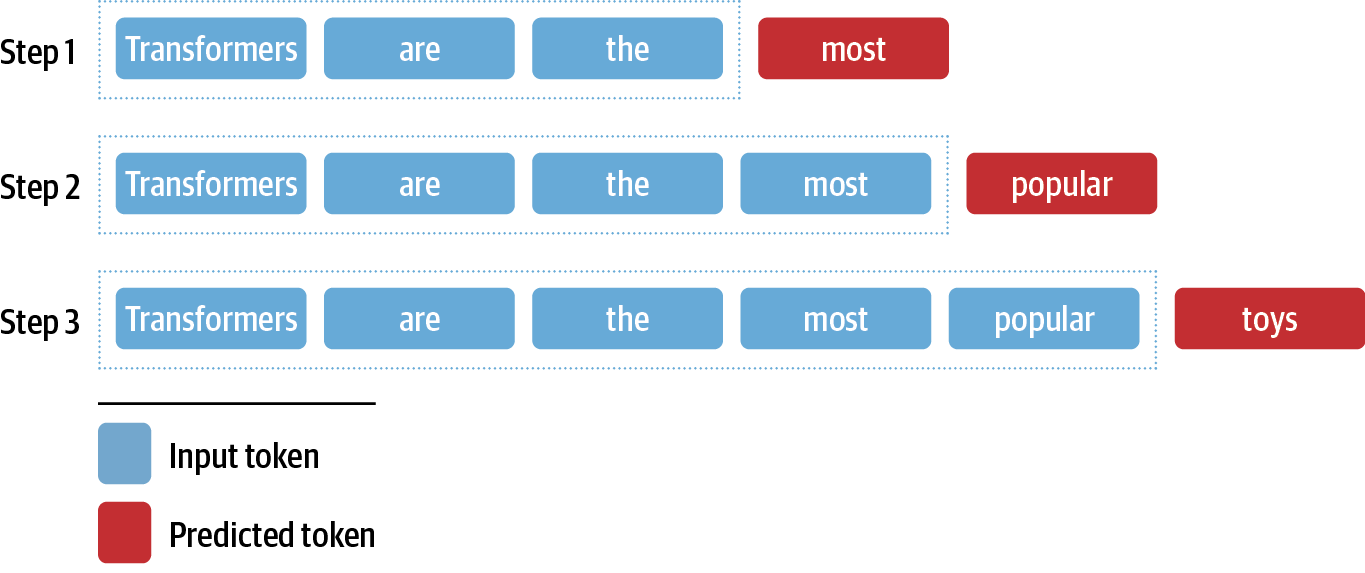 Step 1 Transformers are the most
Step 2 Transformers are the most popular
Step 3 Transformers are the most popular toys
Input token
Predicted token